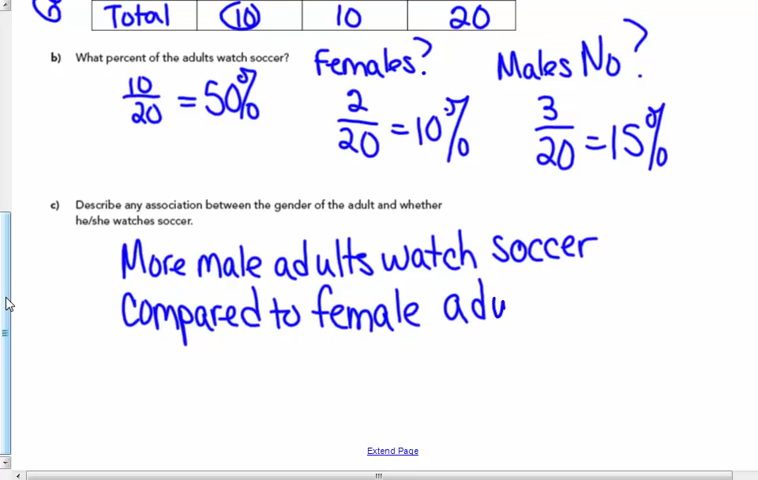 Total 10 10 20
b) What percent of the adults watch soccer? Females? Males No?
10/20 = 50% 2/20 = 10% 3/20 = 15%
c) Describe any association between the gender of the adult and whether
he/she watches soccer.
More male adults watch soccer
Compared to female adu
Extend Page